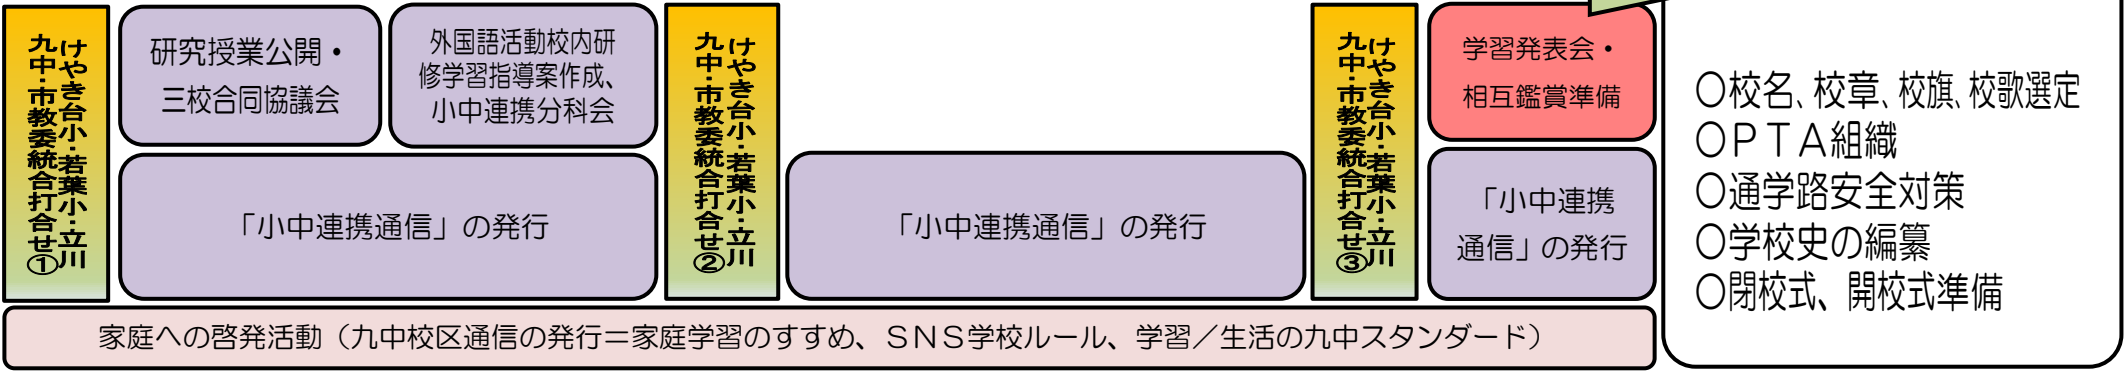 けやき台小・若葉小・立川
九中・市教委統合打合せ①
研究授業公開・
三校合同協議会
外国語活動校内研
修学習指導案作成、
小中連携分科会
「小中連携通信」の発行
けやき台小・若葉小・立川
九中・市教委統合打合せ②
「小中連携通信」の発行
けやき台小・若葉小・立川
九中・市教委統合打合せ③
学習発表会・
相互鑑賞準備
「小中連携
通信」の発行
家庭への啓発活動(九中校区通信の発行=家庭学習のすすめ、SNS学校ルール、学習/生活の九中スタンダード)
〇校名、校章、校旗、校歌選定
〇PTA組織
〇通学路安全対策
〇学校史の編纂
〇閉校式、開校式準備